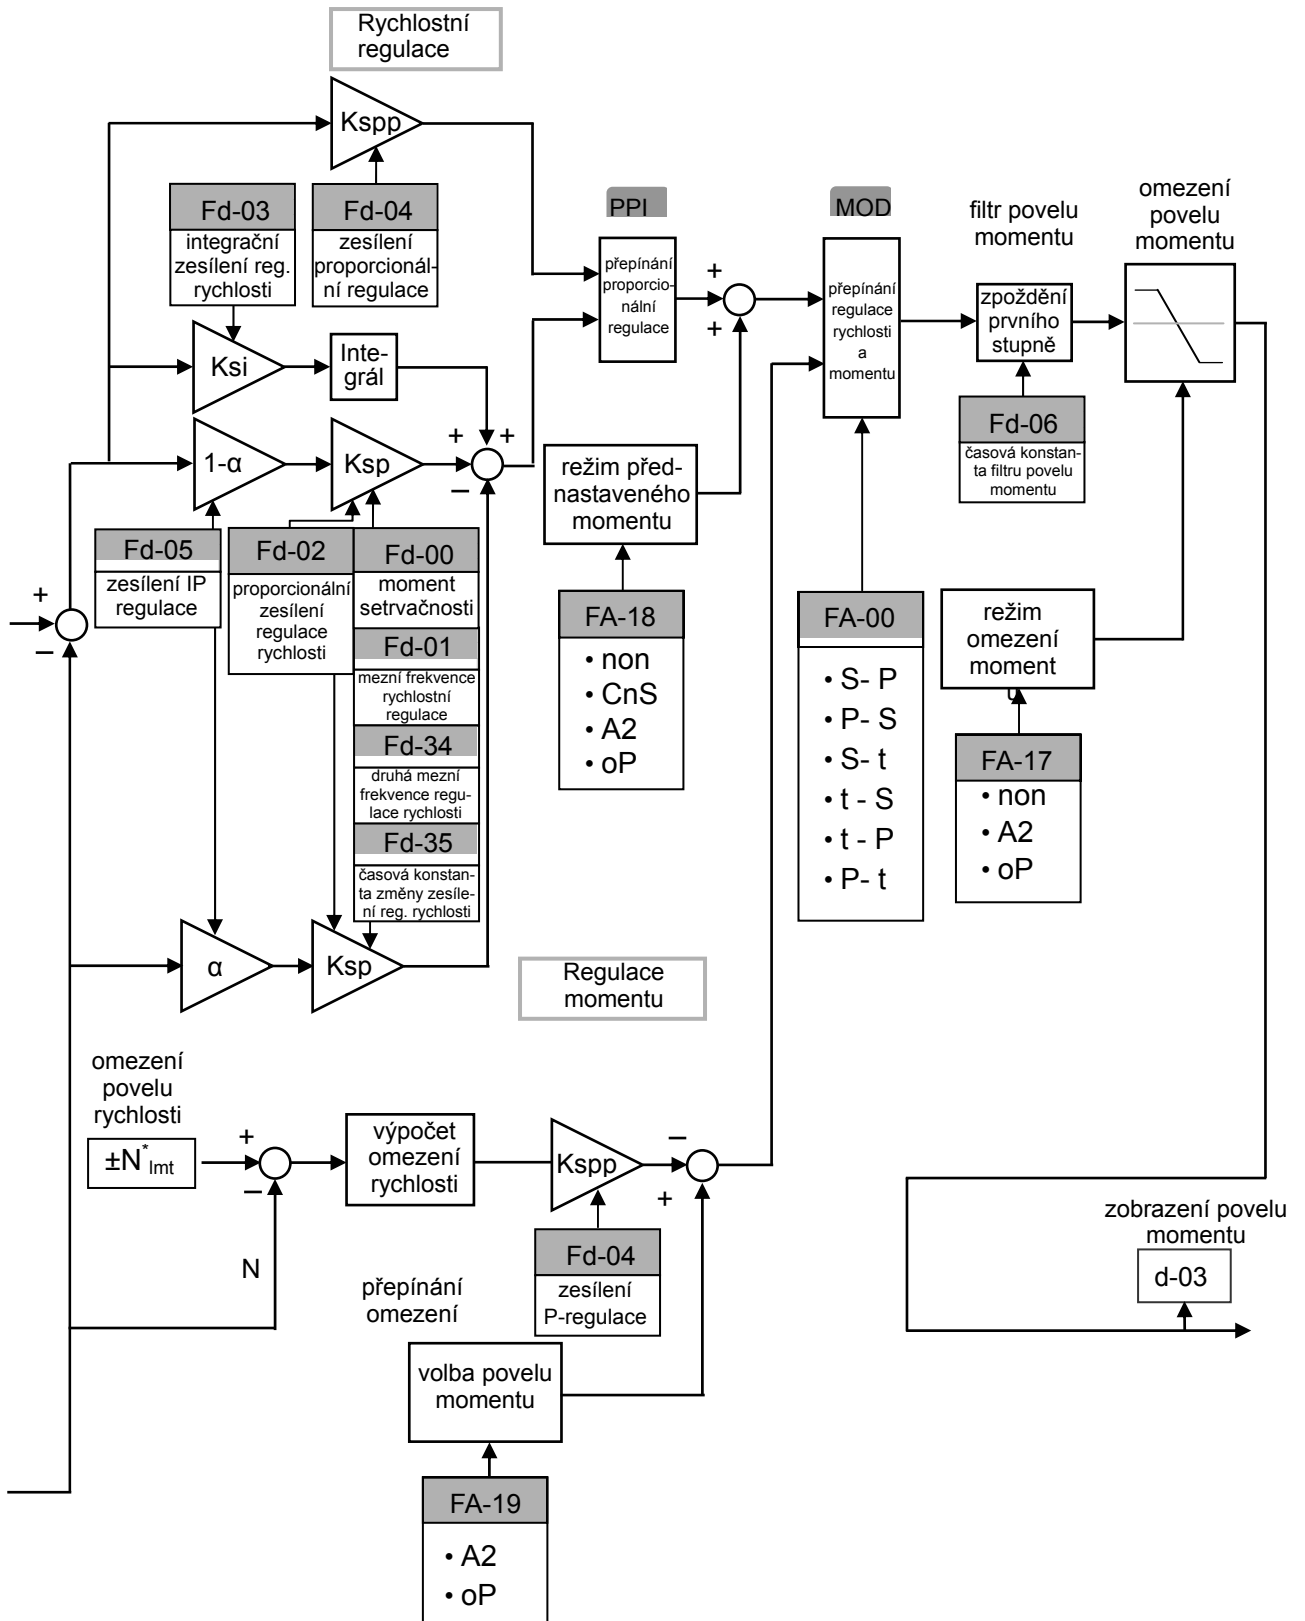 Rychlostní
regulace
Kspp
Fd-03
integrační
zesílení reg.
rychlosti
Fd-04
zesílení
proporcionál-
ní regulace
PPI
přepínání
proporcio-
nální
regulace
MOD
přepínání
regulace
rychlosti
a
momentu
filtr povelu
momentu
zpoždění
prvního
stupně
omezení
povelu
momentu
+
+
Ksi
Inte-
grál
1-α
Ksp
+
+
–
režim před-
nastaveného
momentu
Fd-06
časová konstan-
ta filtru povelu
momentu
Fd-05
zesílení IP
regulace
Fd-02
proporcionální
zesílení
regulace
rychlosti
Fd-00
moment
setrvačnosti
Fd-01
mezní frekvence
rychlostní
regulace
Fd-34
druhá mezní
frekvence regu-
lace rychlosti
Fd-35
časová konstan-
ta změny zesíle-
ní reg. rychlosti
+
–
FA-18
• non
• CnS
• A2
• oP
FA-00
• S- P
• P- S
• S- t
• t - S
• t - P
• P- t
režim
omezení
moment
FA-17
• non
• A2
• oP
α
Ksp
Regulace
momentu
omezení
povelu
rychlosti
±N*lmt
+
–
N
výpočet
omezení
rychlosti
Kspp
–
+
Fd-04
zesílení
P-regulace
přepínání
omezení
volba povelu
momentu
FA-19
• A2
• oP
zobrazení povelu
momentu
d-03